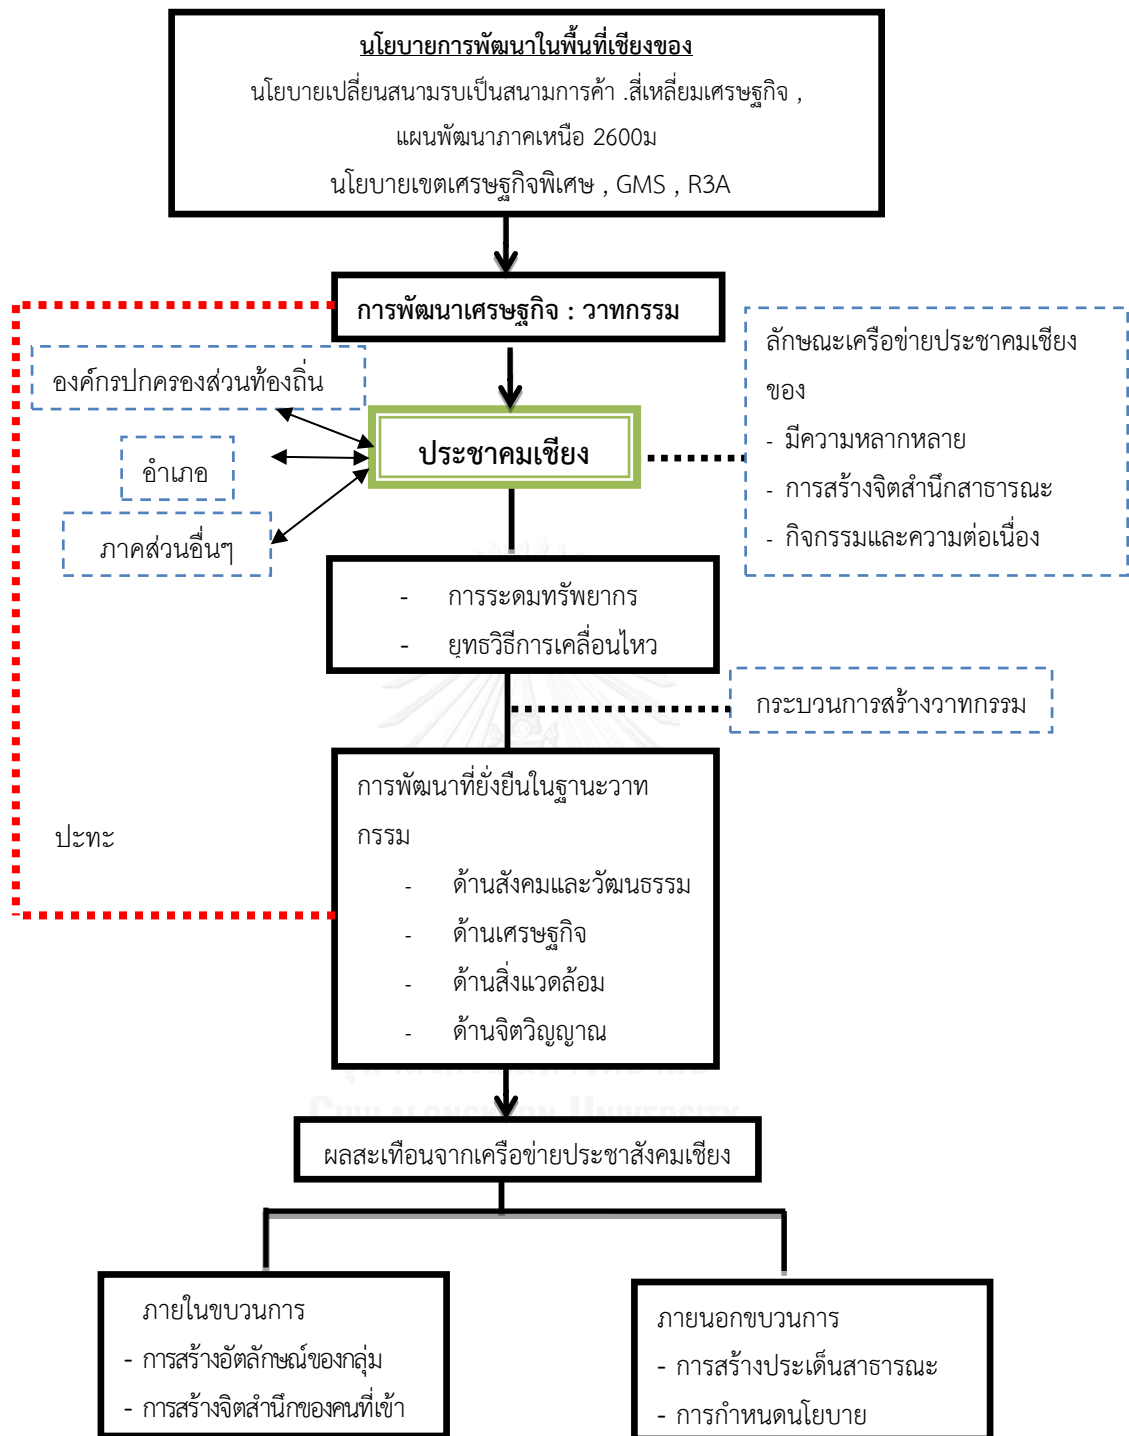 นโยบายการพัฒนาในพื้นที่เชียงของ
นโยบายเปลี่ยนสนามรบเป็นสนามการค้า .สี่เหลี่ยมเศรษฐกิจ ,
แผนพัฒนาภาคเหนือ 2600ม
นโยบายเขตเศรษฐกิจพิเศษ , GMS , R3A
การพัฒนาเศรษฐกิจ : วาทกรรม
องค์กรปกครองส่วนท้องถิ่น
อำเภอ
ภาคส่วนอื่นๆ
ประชาคมเชียง
ลักษณะเครือข่ายประชาคมเชียง
ของ
- มีความหลากหลาย
- การสร้างจิตสำนึกสาธารณะ
- กิจกรรมและความต่อเนื่อง
- การระดมทรัพยากร
- ยุทธวิธีการเคลื่อนไหว
กระบวนการสร้างวาทกรรม
ปะทะ
การพัฒนาที่ยั่งยืนในฐานะวาท
กรรม
- ด้านสังคมและวัฒนธรรม
- ด้านเศรษฐกิจ
- ด้านสิ่งแวดล้อม
- ด้านจิตวิญญาณ
CHULALONGKORN UNIVERSITY
ผลสะเทือนจากเครือข่ายประชาสังคมเชียง
ภายในขบวนการ
- การสร้างอัตลักษณ์ของกลุ่ม
- การสร้างจิตสำนึกของคนที่เข้า
ภายนอกขบวนการ
- การสร้างประเด็นสาธารณะ
- การกำหนดนโยบาย